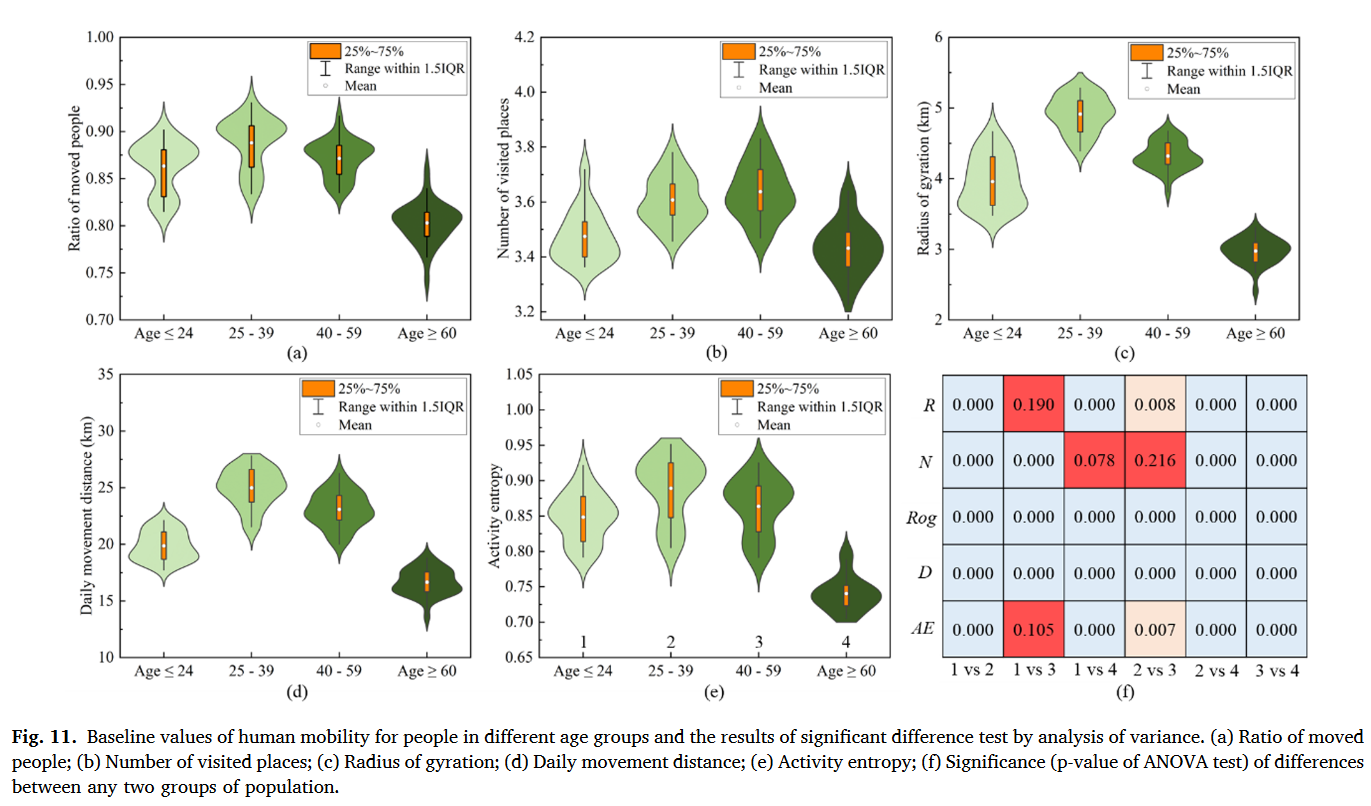 1.00
0.95
0.90
0.85
0.80
0.75
0.70
Ratio of moved people
25%~75%
Range within 1.5IQR
Mean
Age ≤ 24
25 - 39
40 - 59
Age ≥ 60
(a)
4.2
4.0
3.8
3.6
3.4
3.2
Number of visited places
25%~75%
Range within 1.5IQR
Mean
Age ≤ 24
25 - 39
40 - 59
Age ≥ 60
(b)
6
5
4
3
2
Radius of gyration (km)
25%~75%
Range within 1.5IQR
Mean
Age ≤ 24
25 - 39
40 - 59
Age ≥ 60
(c)
35
30
25
20
15
10
Daily movement distance (km)
25%~75%
Range within 1.5IQR
Mean
Age ≤ 24
25 - 39
40 - 59
Age ≥ 60
(d)
1.05
1.00
0.95
0.90
0.85
0.80
0.75
0.70
0.65
Activity entropy
25%~75%
Range within 1.5IQR
Mean
1 2 3 4
Age ≤ 24
25 - 39
40 - 59
Age ≥ 60
(e)
R 0.000 0.190 0.000 0.008 0.000 0.000
N 0.000 0.000 0.078 0.216 0.000 0.000
Rog 0.000 0.000 0.000 0.000 0.000 0.000
D 0.000 0.000 0.000 0.000 0.000 0.000
AE 0.000 0.105 0.000 0.007 0.000 0.000
1 vs 2 1 vs 3 1 vs 4 2 vs 3 2 vs 4 3 vs 4
(f)
Fig. 11. Baseline values of human mobility for people in different age groups and the results of significant difference test by analysis of variance. (a) Ratio of moved
people; (b) Number of visited places; (c) Radius of gyration; (d) Daily movement distance; (e) Activity entropy; (f) Significance (p-value of ANOVA test) of differences
between any two groups of population.